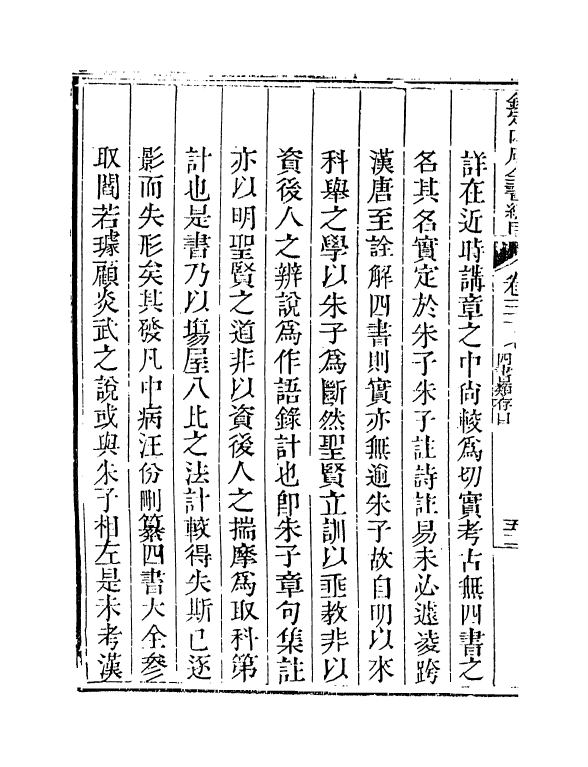 欽定四庫全書總目 卷三十七 四書類存目 五二
詳在近時講章之中尙較爲切實考古無四書之
名其名實定於朱子朱子註詩註易未必遽凌跨
漢唐至詮解四書則實亦無逾朱子故自明以來
科舉之學以朱子爲斷然聖賢立訓以垂敎非以
資後人之辨說爲作語錄計也卽朱子章句集註
亦以明聖賢之道非以資後人之揣摩爲取科第
計也是書乃以塲屋八比之法計較得失斯已逐
影而失形矣其發凡中病汪份刪纂四書大全參
取閻若璩顧炎武之說或與朱子相左是未考漢